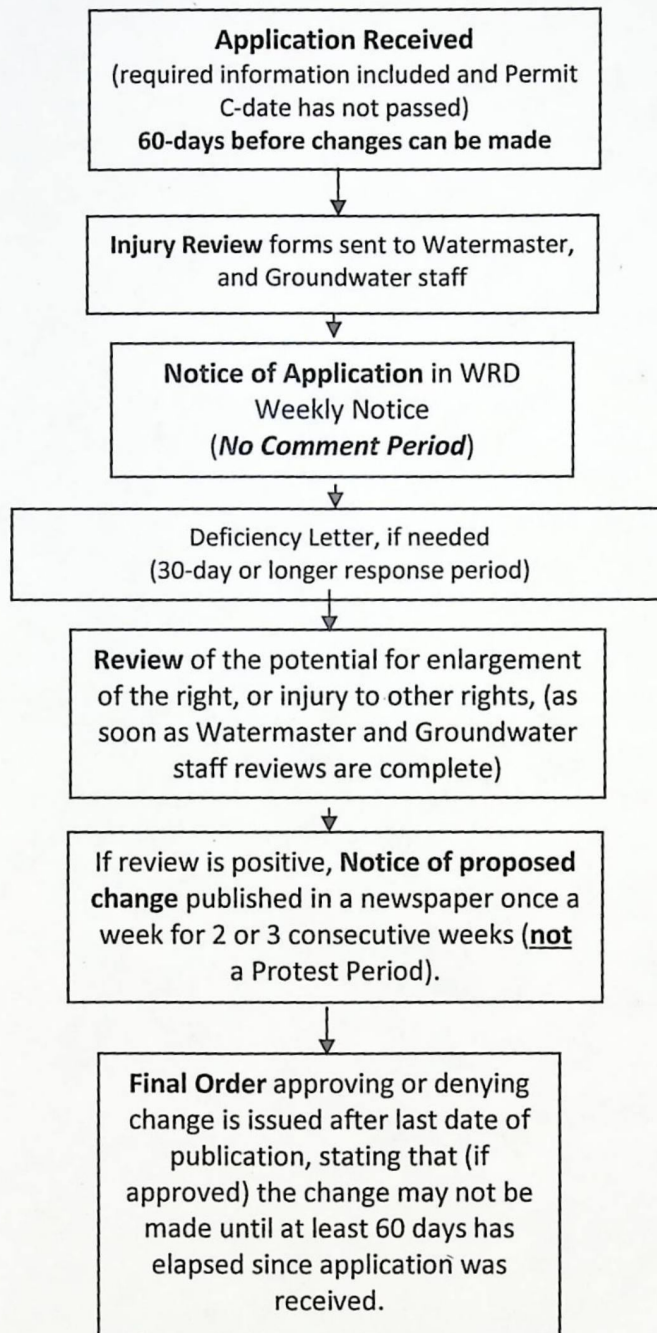 Application Received
(required information included and Permit
C-date has not passed)
60-days before changes can be made
Injury Review forms sent to Watermaster,
and Groundwater staff
Notice of Application in WRD
Weekly Notice
(No Comment Period)
Deficiency Letter, if needed
(30-day or longer response period)
Review of the potential for enlargement
of the right, or injury to other rights, (as
soon as Watermaster and Groundwater
staff reviews are complete)
If review is positive, Notice of proposed
change published in a newspaper once a
week for 2 or 3 consecutive weeks (not
a Protest Period).
Final Order approving or denying
change is issued after last date of
publication, stating that (if
approved) the change may not be
made until at least 60 days has
elapsed since application was
received.